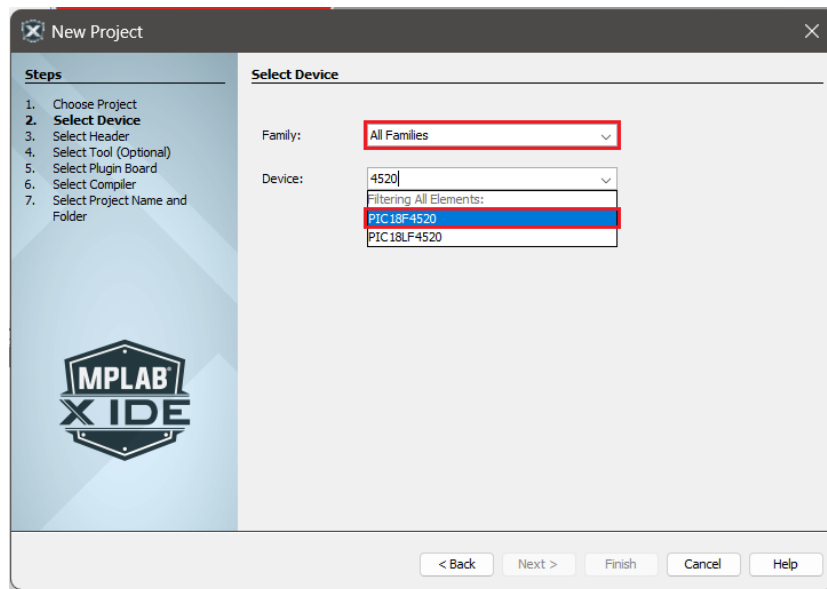 New Project
Steps
1. Choose Project
2. Select Device
3. Select Header
4. Select Tool (Optional)
5. Select Plugin Board
6. Select Compiler
7. Select Project Name and
Folder
MPLAB
X IDE
Select Device
Family: All Families
Device: 4520
Filtering All Elements:
PIC18F4520
PIC18LF4520
< Back Next > Finish Cancel Help